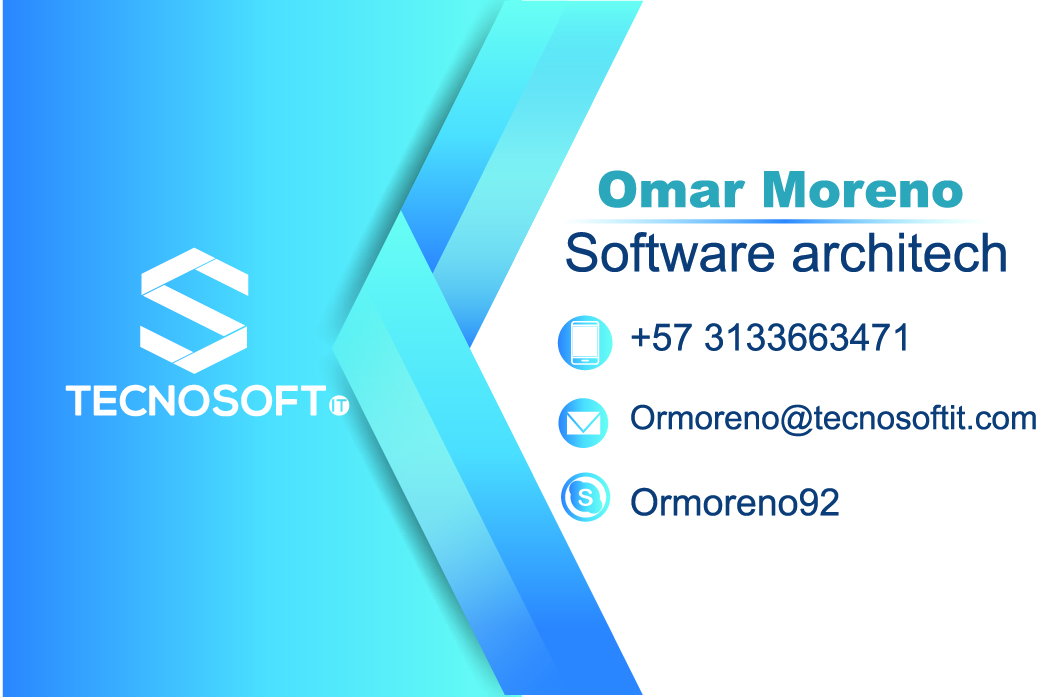 Omar Moreno
Software architech
+57 3133663471
Ormoreno@tecnosoftit.com
Ormoreno92
S
TECNOSOFT IT